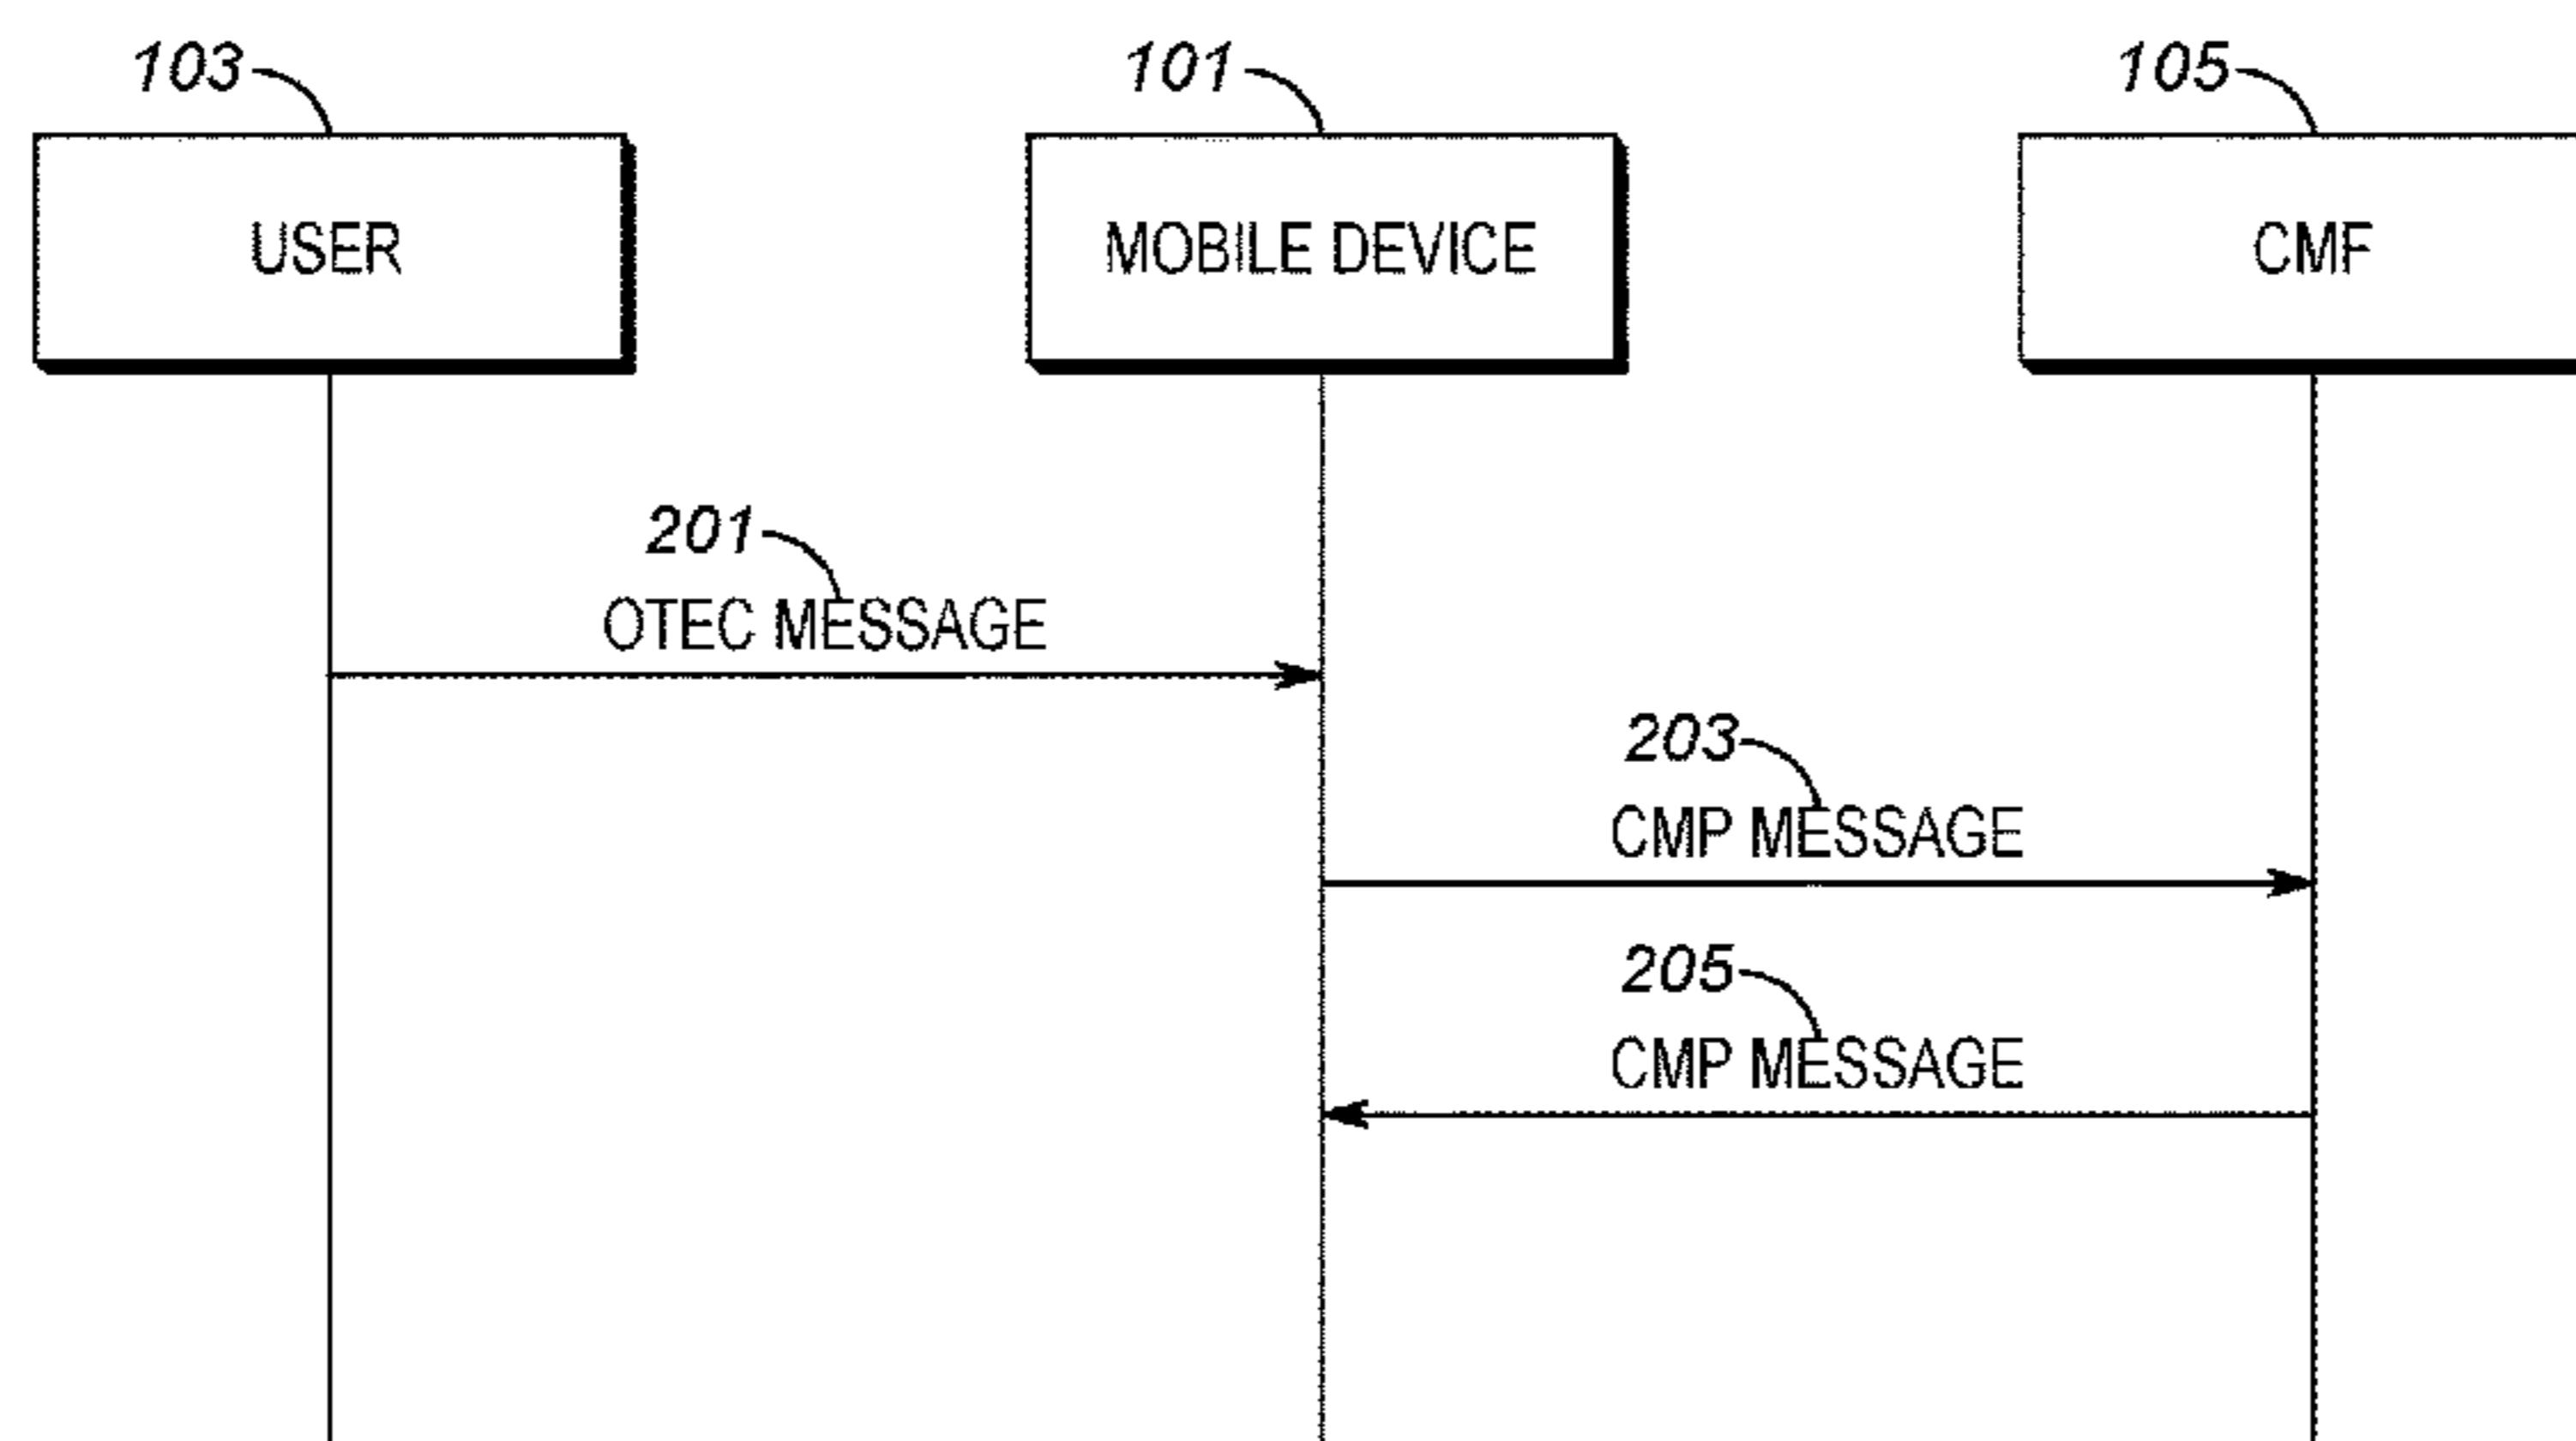 103
101
105
USER
MOBILE DEVICE
CMF
201
OTEC MESSAGE
203
CMP MESSAGE
205
CMP MESSAGE